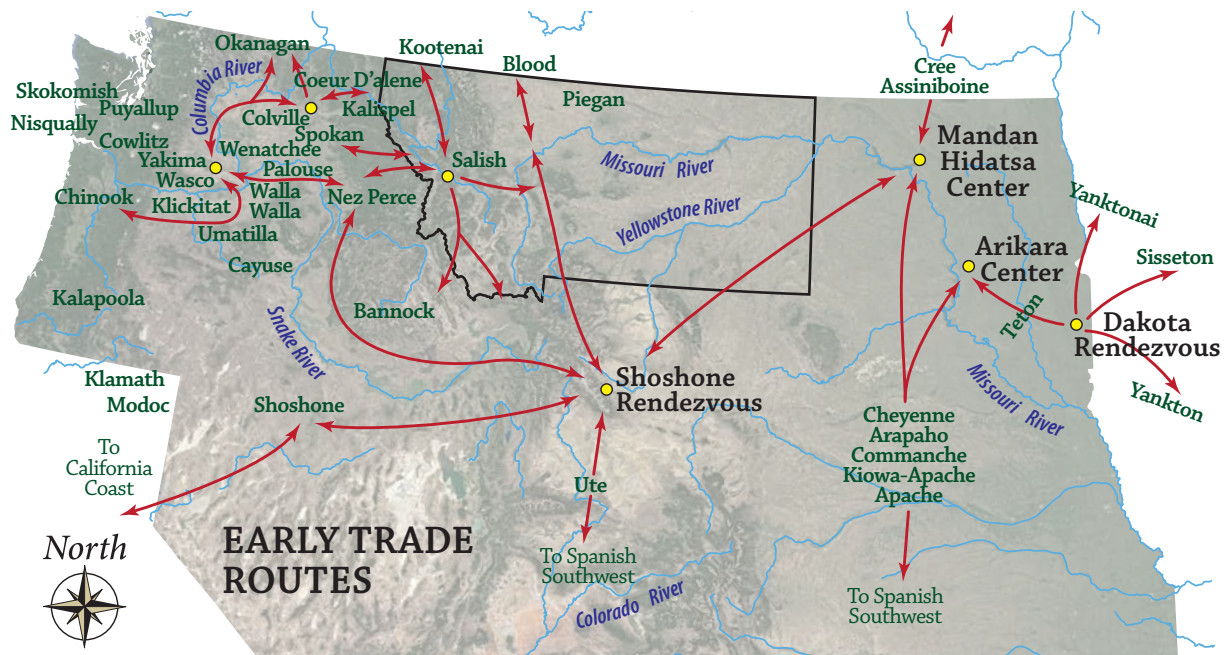 Okanagan
Kootenai
Blood
Cree
Assiniboine
Columbia River
Coeur D'alene
Skokomish
Puyallup
Nisqually
Colville
Kalispel
Piegan
Cowlitz
Spokan
Mandan
Hidatsa
Center
Yakima
Wasco
Wenatchee
Palouse
Salish
Missouri River
Chinook
Klickitat
Walla
Walla
Nez Perce
Yellowstone River
Yanktonai
Umatilla
Cayuse
Arikara
Center
Sisseton
Kalapoola
Bannock
Teton
Dakota
Rendezvous
Snake River
Klamath
Modoc
Shoshone
Shoshone
Rendezvous
Missouri River
Yankton
To
California
Coast
Cheyenne
Arapaho
Commanche
Kiowa-Apache
Apache
Ute
North
EARLY TRADE
ROUTES
To Spanish
Southwest
Colorado River
To Spanish
Southwest